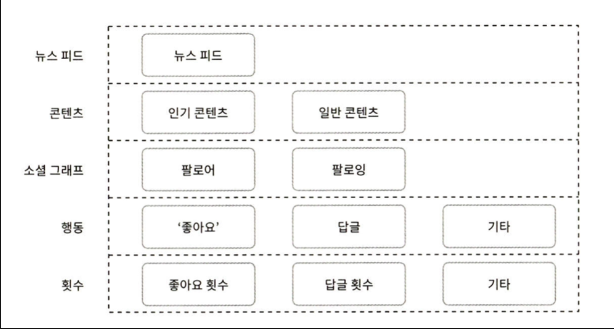 뉴스 피드 뉴스 피드
콘텐츠 인기 콘텐츠 일반 콘텐츠
소셜 그래프 팔로어 팔로잉
행동 '좋아요' 답글 기타
횟수 좋아요 횟수 답글 횟수 기타